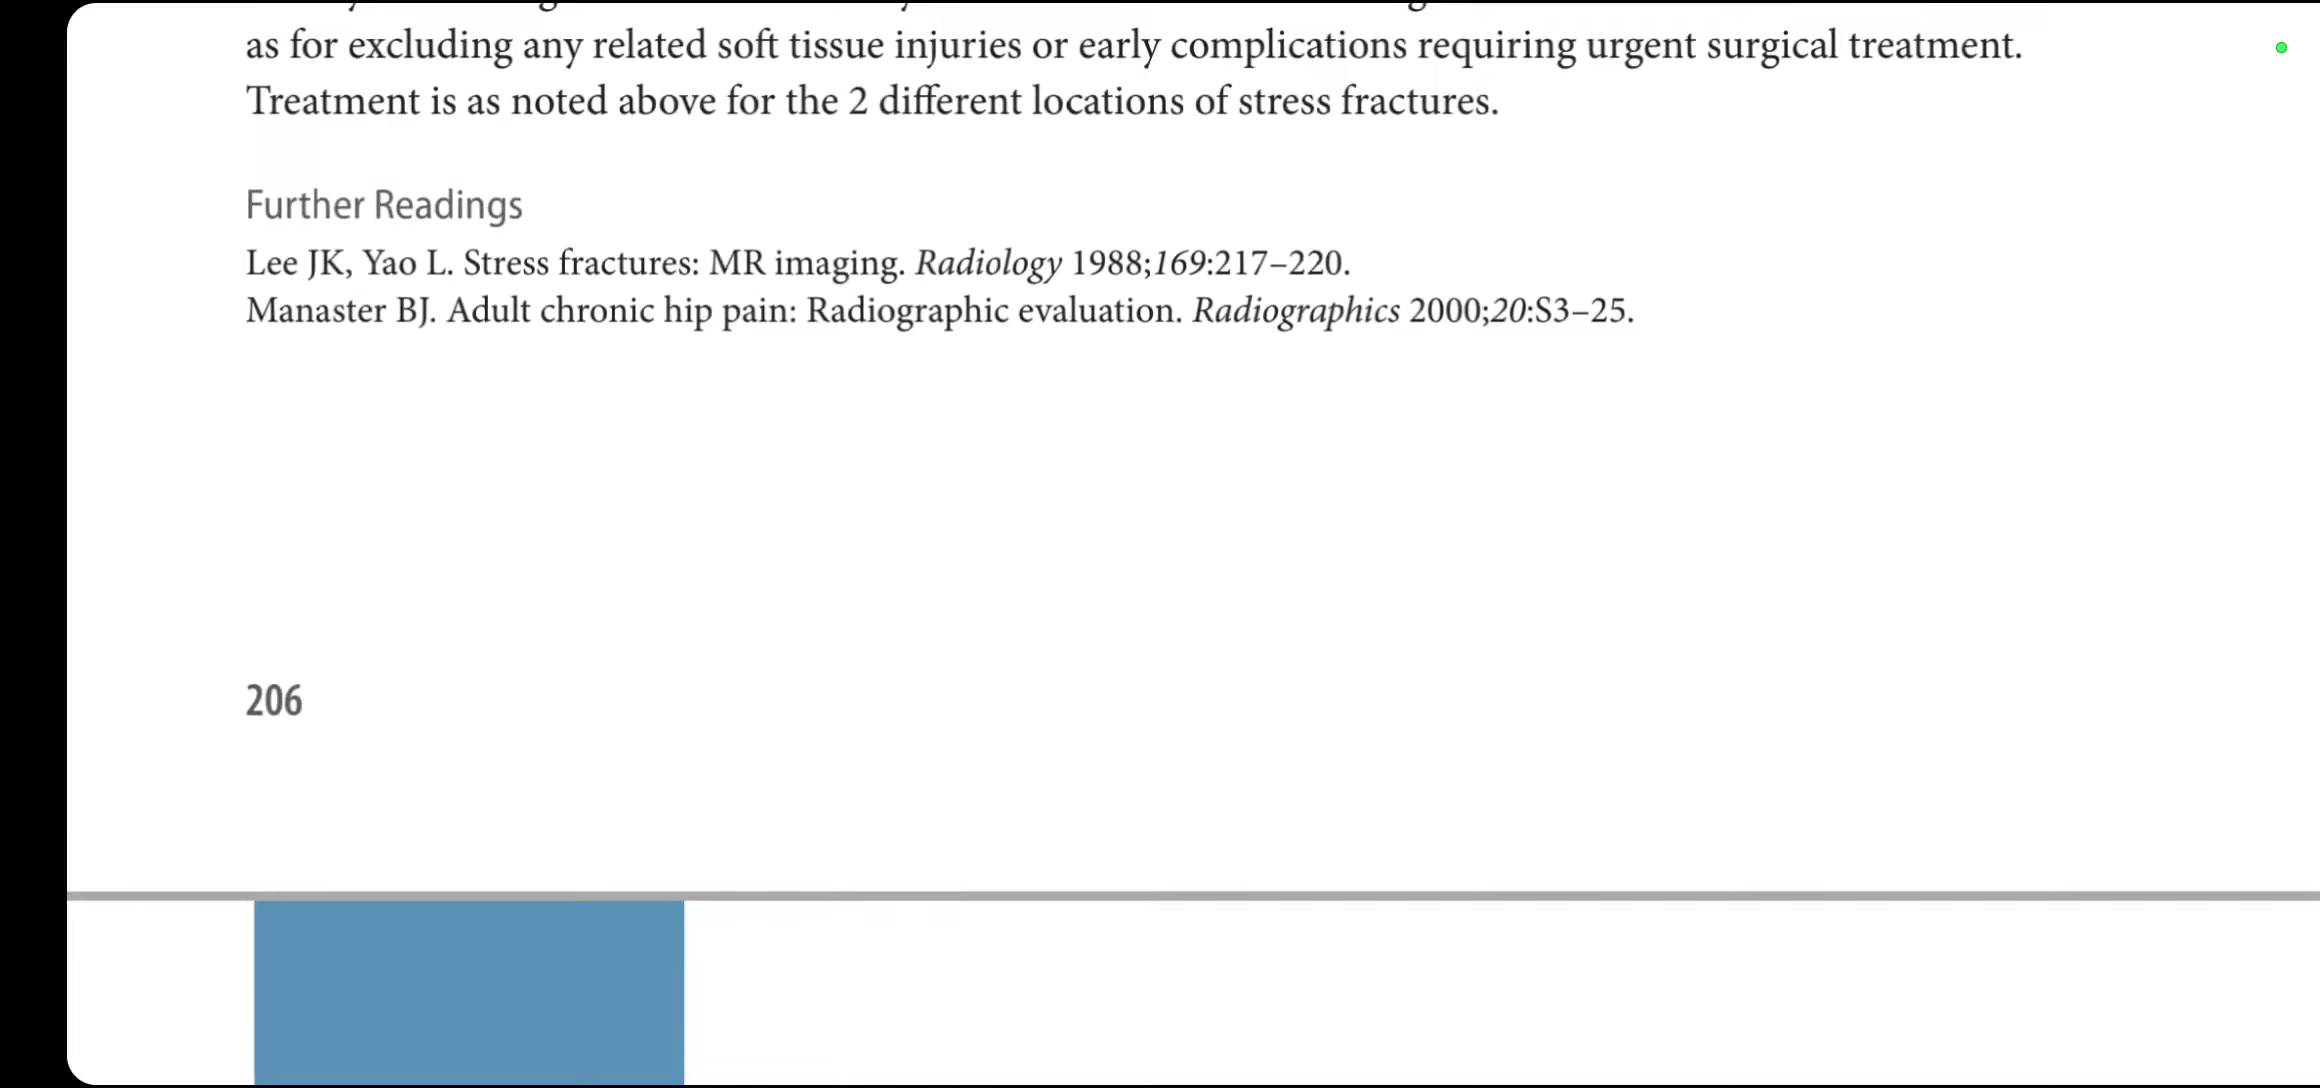 as for excluding any related soft tissue injuries or early complications requiring urgent surgical treatment.
Treatment is as noted above for the 2 different locations of stress fractures.
Further Readings
Lee JK, Yao L. Stress fractures: MR imaging. Radiology 1988;169:217–220.
Manaster BJ. Adult chronic hip pain: Radiographic evaluation. Radiographics 2000;20:S3–25.
206